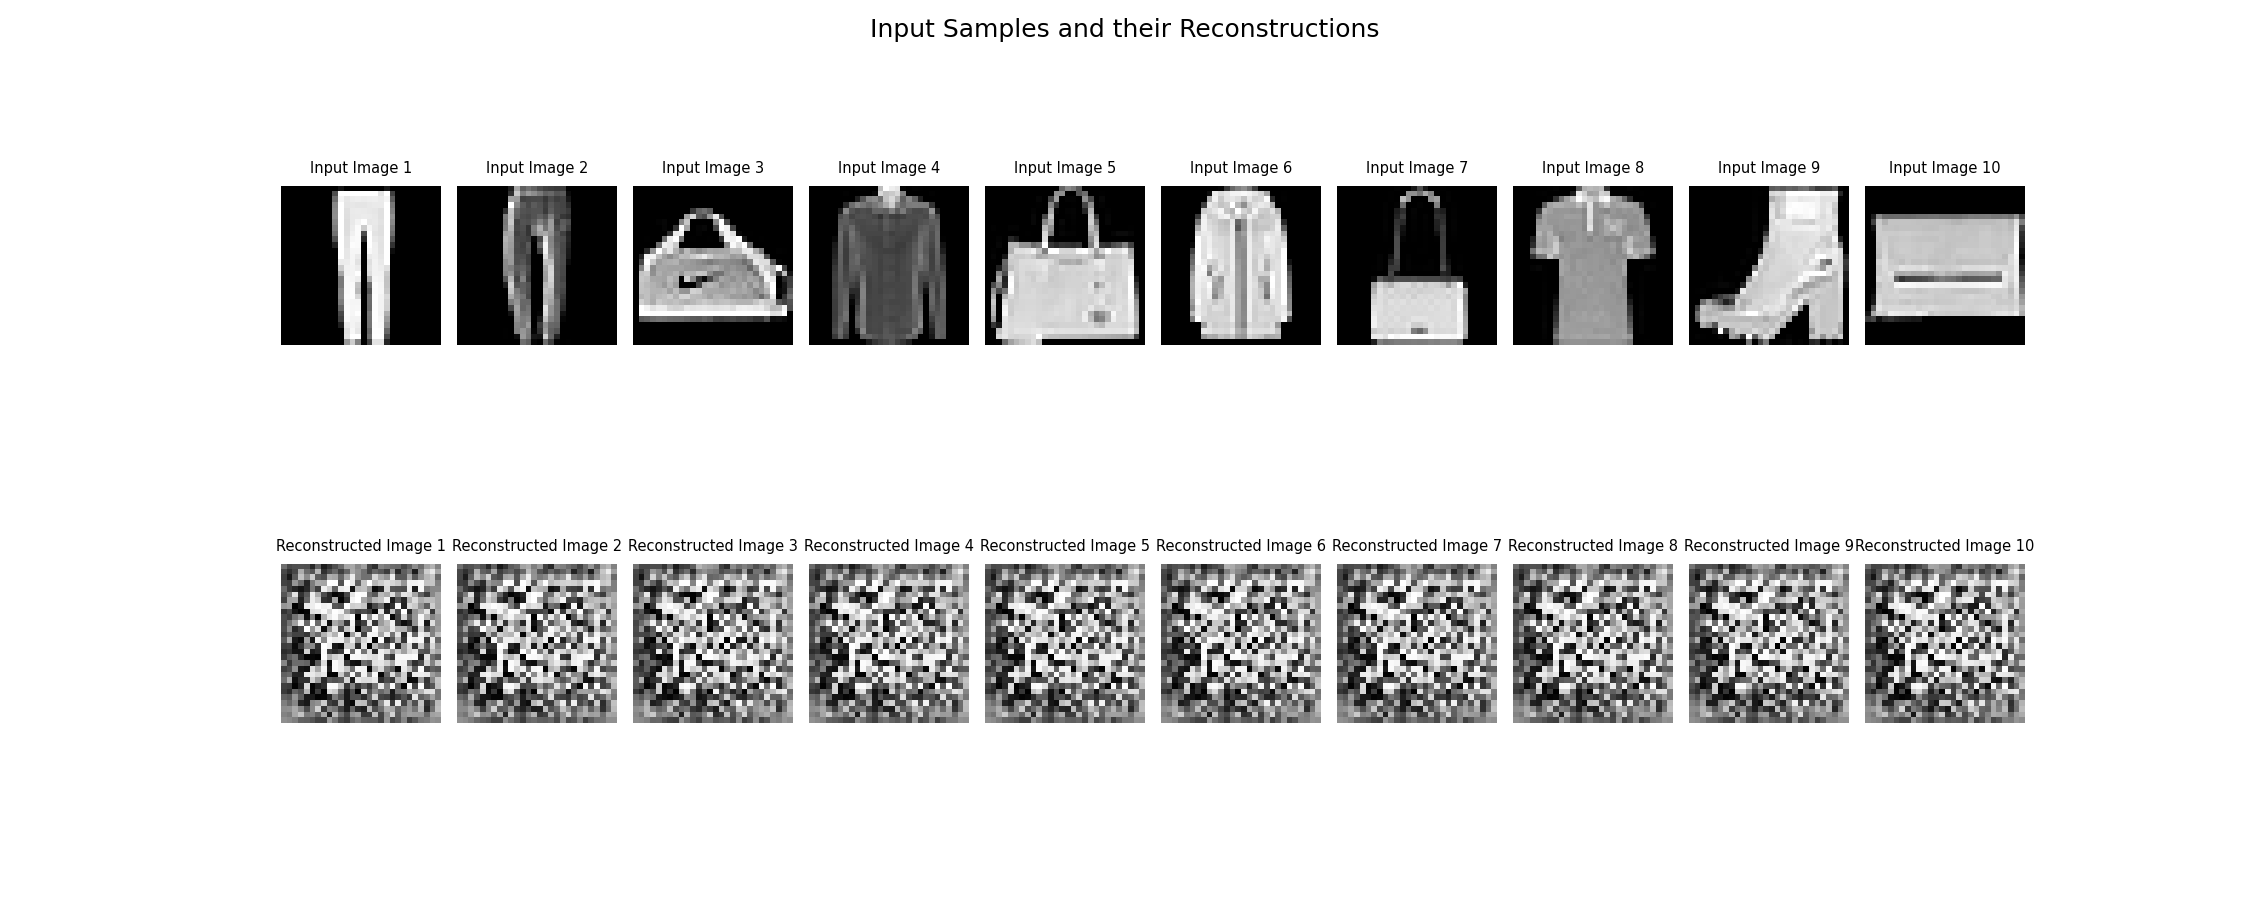 Input Samples and their Reconstructions
Input Image 1 Input Image 2 Input Image 3 Input Image 4 Input Image 5 Input Image 6 Input Image 7 Input Image 8 Input Image 9 Input Image 10
Reconstructed Image 1 Reconstructed Image 2 Reconstructed Image 3 Reconstructed Image 4 Reconstructed Image 5 Reconstructed Image 6 Reconstructed Image 7 Reconstructed Image 8 Reconstructed Image 9 Reconstructed Image 10